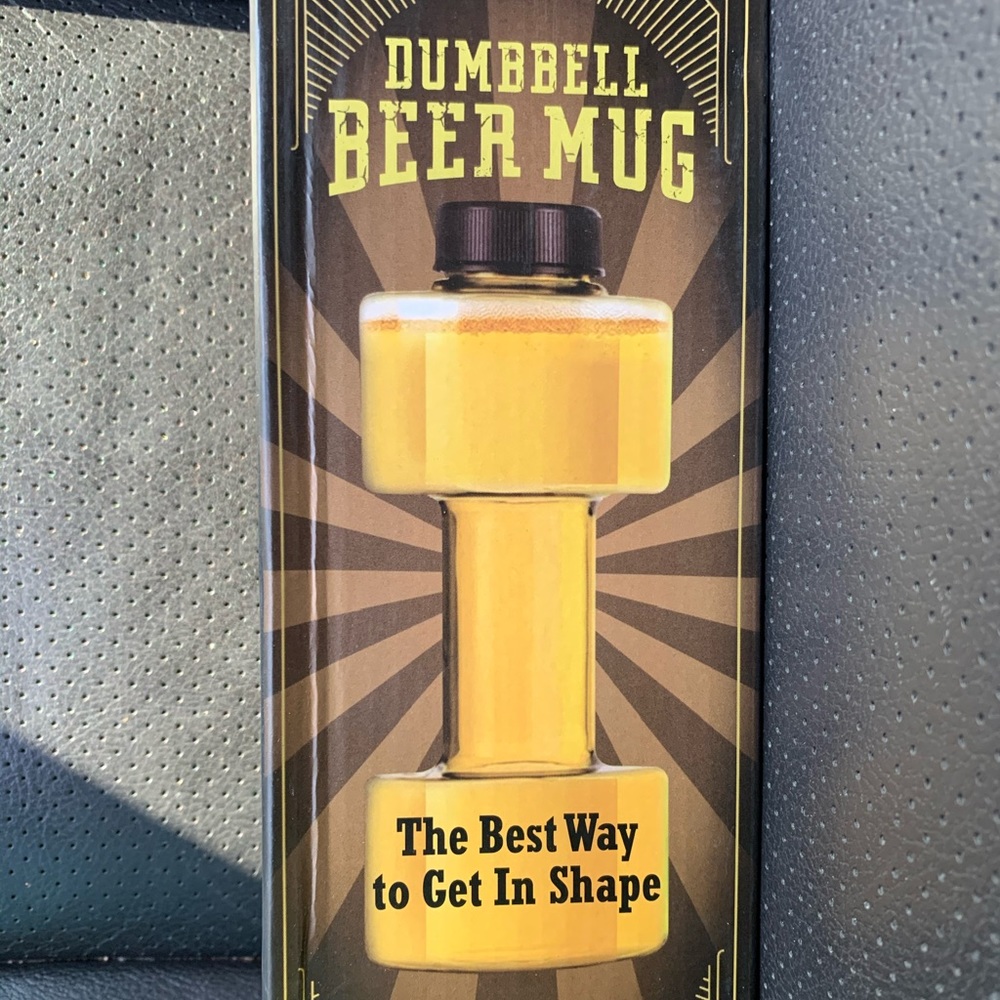 DUMBBELL
BEER MUG
The Best Way
to Get In Shape